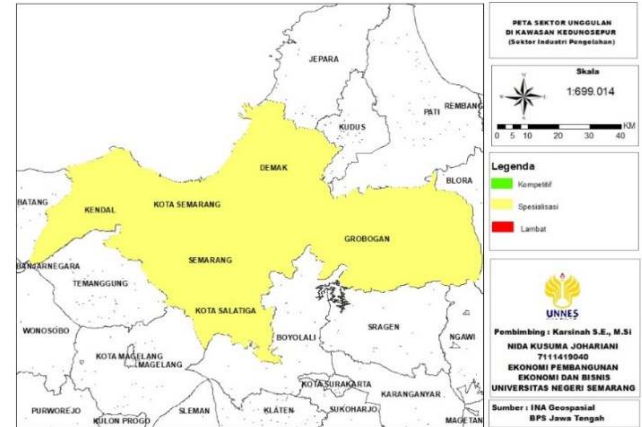 JEPARA
PATI
REMBANG
KUDUS
DEMAK
BLORA
BATANG
KENDAL
KOTA SEMARANG
GROBOGAN
SEMARANG
BANJARNEGARA
TEMANGGUNG
KOTA SALATIGA
WONOSOBO
BOYOLALI
SRAGEN
NGAWI
KOTA MAGELANG
MAGELANG
KOTA SURAKARTA
KARANGANYAR
PURWOREJO
KULON PROGO
SLEMAN
KLATEN
SUKOHARJO
MAGETAN
PETA SEKTOR UNGGULAN
DI KAWASAN KEDUNGSEPUR
(Sektor Industri Pengolahan)
Skala
1:699.014
KM
0 5 10 20 30 40
Legenda
Kompetitif
Spesialisasi
Lambat
UNNES
Pembimbing : Karsinah S.E., M.Si
NIDA KUSUMA JOHARIANI
7111419040
EKONOMI PEMBANGUNAN
EKONOMI DAN BISNIS
UNIVERSITAS NEGERI SEMARANG
Sumber : INA Geospasial
BPS Jawa Tengah